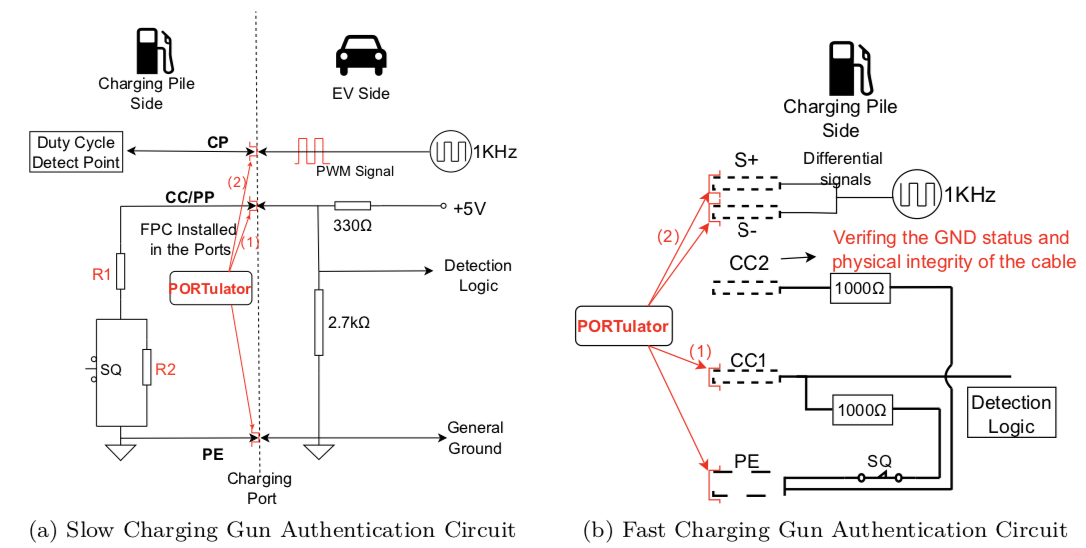 Charging Pile
Side
EV Side
Duty Cycle
Detect Point
CP
PWM Signal
1KHz
(2)
CC/PP
+5V
330Ω
FPC Installed
in the Ports
(1)
R1
PORTulator
Detection
Logic
2.7kΩ
SQ
R2
PE
General
Ground
Charging
Port
(a) Slow Charging Gun Authentication Circuit
Charging Pile
Side
S+
Differential
signals
1KHz
S-
(2)
Verifing the GND status and
physical integrity of the cable
CC2
1000Ω
PORTulator
(1)
CC1
1000Ω
Detection
Logic
PE
SQ
(b) Fast Charging Gun Authentication Circuit